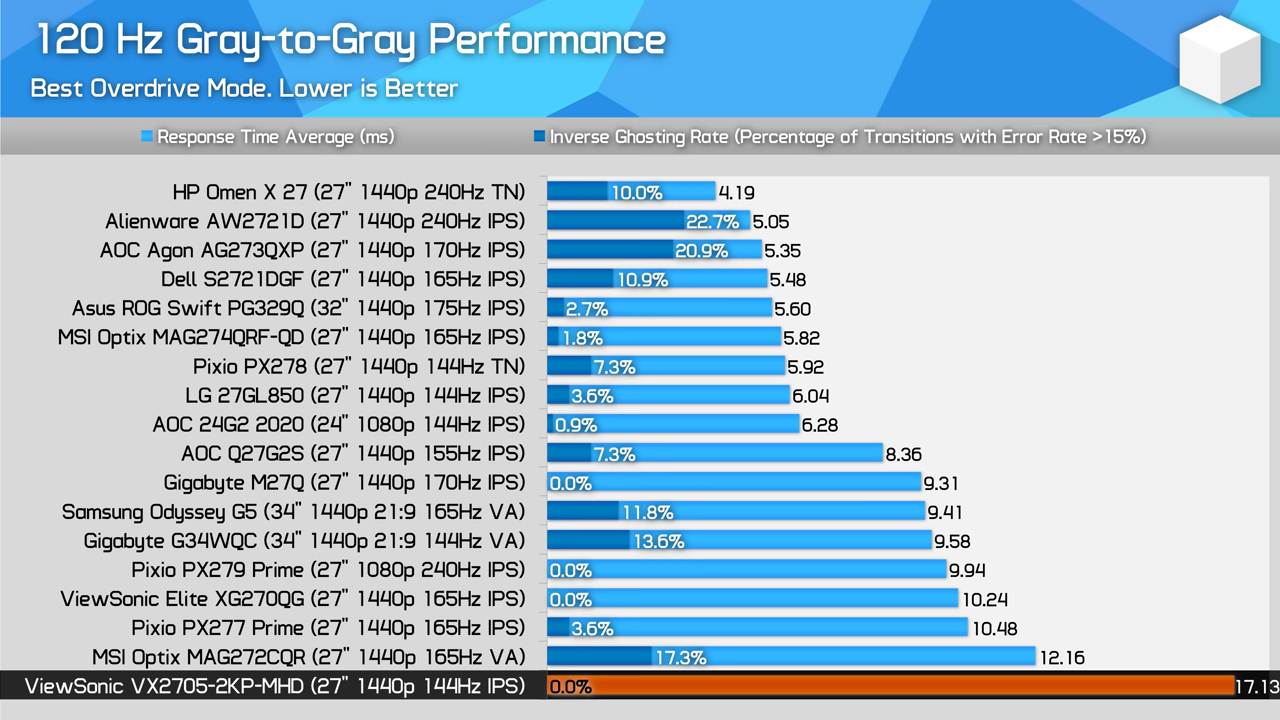 120 Hz Gray-to-Gray Performance
Best Overdrive Mode. Lower is Better
Response Time Average (ms) Inverse Ghosting Rate (Percentage of Transitions with Error Rate >15%)
HP Omen X 27 (27" 1440p 240Hz TN) 10.0% 4.19
Alienware AW2721D (27" 1440p 240Hz IPS) 22.7% 5.05
AOC Agon AG273QXP (27" 1440p 170Hz IPS) 20.9% 5.35
Dell S2721DGF (27" 1440p 165Hz IPS) 10.9% 5.48
Asus ROG Swift PG329Q (32" 1440p 175Hz IPS) 2.7% 5.60
MSI Optix MAG274QRF-QD (27" 1440p 165Hz IPS) 1.8% 5.82
Pixio PX278 (27" 1440p 144Hz TN) 7.3% 5.92
LG 27GL850 (27" 1440p 144Hz IPS) 3.6% 6.04
AOC 24G2 2020 (24" 1080p 144Hz IPS) 0.9% 6.28
AOC Q27G2S (27" 1440p 155Hz IPS) 7.3% 8.36
Gigabyte M27Q (27" 1440p 170Hz IPS) 0.0% 9.31
Samsung Odyssey G5 (34" 1440p 21:9 165Hz VA) 11.8% 9.41
Gigabyte G34WQC (34" 1440p 21:9 144Hz VA) 13.6% 9.58
Pixio PX279 Prime (27" 1080p 240Hz IPS) 0.0% 9.94
ViewSonic Elite XG270QG (27" 1440p 165Hz IPS) 0.0% 10.24
Pixio PX277 Prime (27" 1440p 165Hz IPS) 3.6% 10.48
MSI Optix MAG272CQR (27" 1440p 165Hz VA) 17.3% 12.16
ViewSonic VX2705-2KP-MHD (27" 1440p 144Hz IPS) 0.0% 17.13